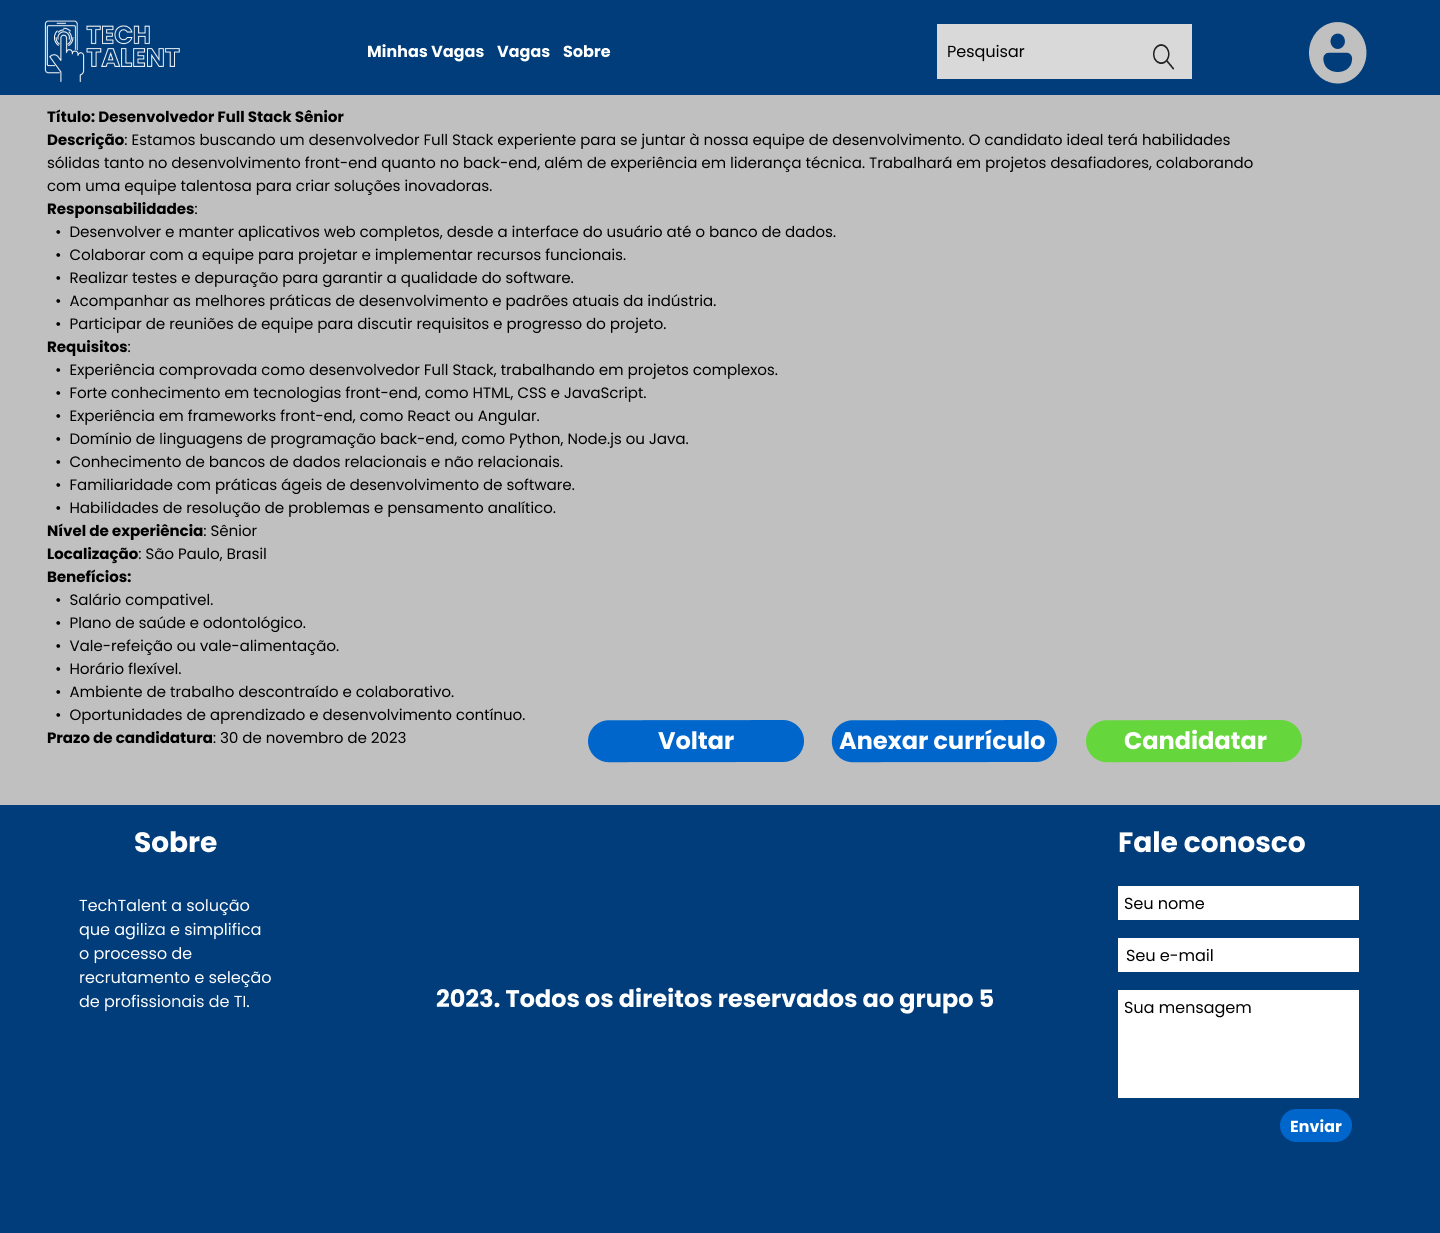 TECH
TALENT
Minhas Vagas Vagas Sobre
Pesquisar
Título: Desenvolvedor Full Stack Sênior
Descrição: Estamos buscando um desenvolvedor Full Stack experiente para se juntar à nossa equipe de desenvolvimento. O candidato ideal terá habilidades
sólidas tanto no desenvolvimento front-end quanto no back-end, além de experiência em liderança técnica. Trabalhará em projetos desafiadores, colaborando
com uma equipe talentosa para criar soluções inovadoras.
Responsabilidades:
• Desenvolver e manter aplicativos web completos, desde a interface do usuário até o banco de dados.
• Colaborar com a equipe para projetar e implementar recursos funcionais.
• Realizar testes e depuração para garantir a qualidade do software.
• Acompanhar as melhores práticas de desenvolvimento e padrões atuais da indústria.
• Participar de reuniões de equipe para discutir requisitos e progresso do projeto.
Requisitos:
• Experiência comprovada como desenvolvedor Full Stack, trabalhando em projetos complexos.
• Forte conhecimento em tecnologias front-end, como HTML, CSS e JavaScript.
• Experiência em frameworks front-end, como React ou Angular.
• Domínio de linguagens de programação back-end, como Python, Node.js ou Java.
• Conhecimento de bancos de dados relacionais e não relacionais.
• Familiaridade com práticas ágeis de desenvolvimento de software.
• Habilidades de resolução de problemas e pensamento analítico.
Nível de experiência: Sênior
Localização: São Paulo, Brasil
Benefícios:
• Salário compativel.
• Plano de saúde e odontológico.
• Vale-refeição ou vale-alimentação.
• Horário flexível.
• Ambiente de trabalho descontraído e colaborativo.
• Oportunidades de aprendizado e desenvolvimento contínuo.
Prazo de candidatura: 30 de novembro de 2023
Voltar
Anexar currículo
Candidatar
Sobre
TechTalent a solução
que agiliza e simplifica
o processo de
recrutamento e seleção
de profissionais de TI.
2023. Todos os direitos reservados ao grupo 5
Fale conosco
Seu nome
Seu e-mail
Sua mensagem
Enviar